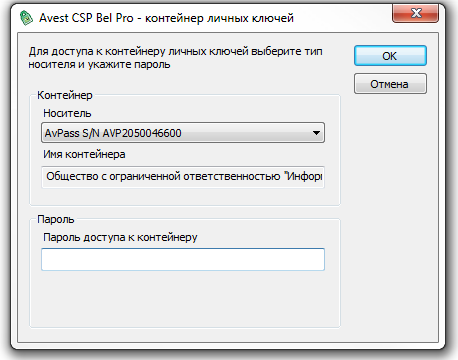 Avest CSP Bel Pro - контейнер личных ключей
Для доступа к контейнеру личных ключей выберите тип
носителя и укажите пароль
OK
Отмена
Контейнер
Носитель
AvPass S/N AVP2050046600
Имя контейнера
Общество с ограниченной ответственностью "Информ
Пароль
Пароль доступа к контейнеру